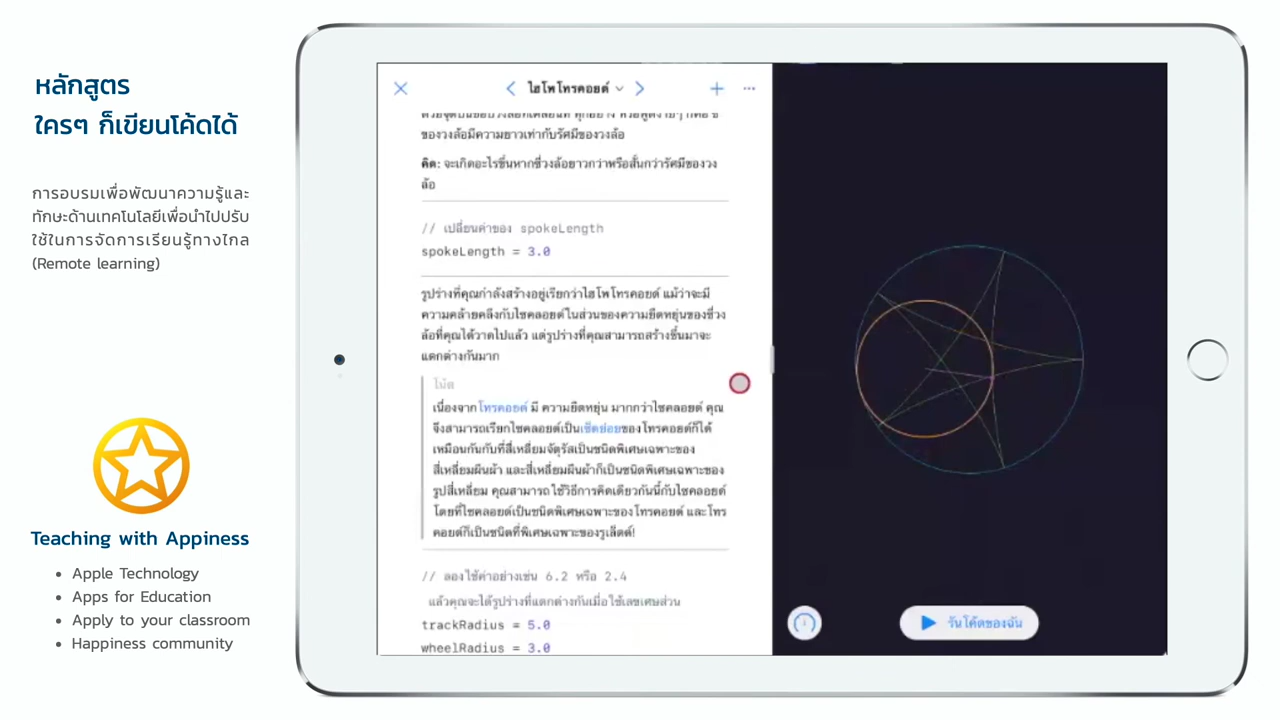 หลักสูตร
ใครๆ ก็เขียนโค้ดได้
การอบรมเพื่อพัฒนาความรู้และ
ทักษะด้านเทคโนโลยีเพื่อนำไปปรับ
ใช้ในการจัดการเรียนรู้ทางไกล
(Remote learning)
Teaching with Appiness
• Apple Technology
• Apps for Education
• Apply to your classroom
• Happiness community
ไฮโพโทรคอยด์
ของวงล้อมีความยาวเท่ากับรัศมีของวงล้อ
คิด: จะเกิดอะไรขึ้นหากซี่วงล้อยาวกว่าหรือสั้นกว่ารัศมีของวง
ล้อ
// เปลี่ยนค่าของ spokeLength
spokeLength = 3.0
รูปร่างที่คุณกำลังสร้างอยู่เรียกว่าไฮโพโทรคอยด์ แม้ว่าจะมี
ความคล้ายคลึงกับไซคลอยด์ในส่วนของความยืดหยุ่นของซี่วง
ล้อที่คุณได้วาดไปแล้ว แต่รูปร่างที่คุณสามารถสร้างขึ้นมาจะ
แตกต่างกันมาก
โน้ต
เนื่องจากโทรคอยด์ มี ความยืดหยุ่น มากกว่าไซคลอยด์ คุณ
จึงสามารถเรียกไซคลอยด์เป็นเซ็ตย่อยของโทรคอยด์ก็ได้
เหมือนกันกับที่สี่เหลี่ยมจัตุรัสเป็นชนิดพิเศษเฉพาะของ
สี่เหลี่ยมผืนผ้า และสี่เหลี่ยมผืนผ้าก็เป็นชนิดพิเศษเฉพาะของ
รูปสี่เหลี่ยม คุณสามารถใช้วิธีการคิดเดียวกันนี้กับไซคลอยด์
โดยที่ไซคลอยด์เป็นชนิดพิเศษเฉพาะของโทรคอยด์ และโทร
คอยด์ก็เป็นชนิดที่พิเศษเฉพาะของรูเล็ตต์!
// ลองใช้ค่าอย่างเช่น 6.2 หรือ 2.4
แล้วคุณจะได้รูปร่างที่แตกต่างกันเมื่อใช้เลขเศษส่วน
trackRadius = 5.0
wheelRadius = 3.0
รันโค้ดของฉัน